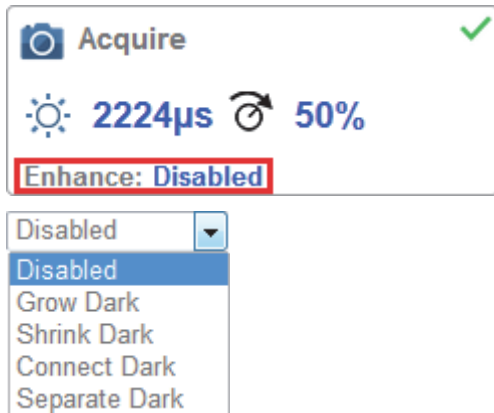 Acquire
2224µs 50%
Enhance: Disabled
Disabled
Disabled
Grow Dark
Shrink Dark
Connect Dark
Separate Dark